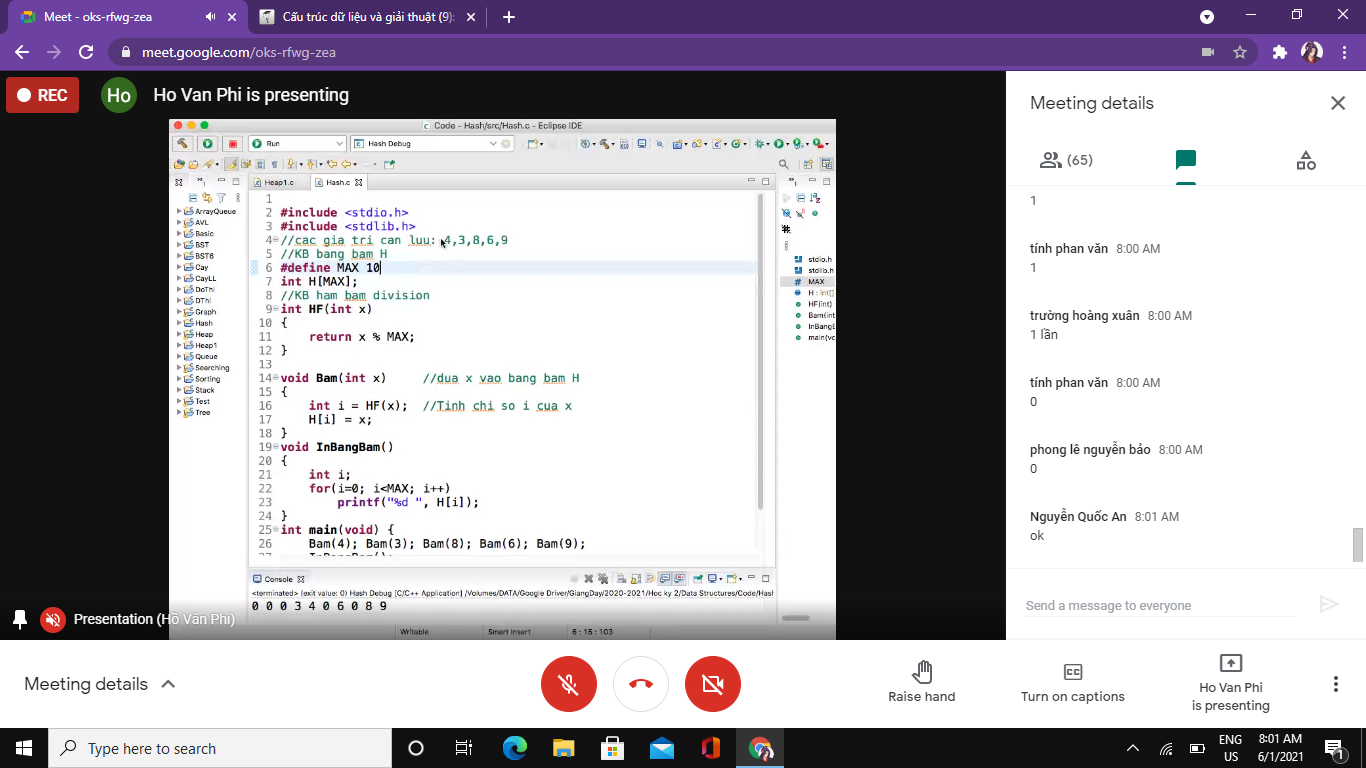 Meet - oks-rfwg-zea
Cấu trúc dữ liệu và giải thuật (9):
meet.google.com/oks-rfwg-zea
REC
Ho
Ho Van Phi is presenting
Code - Hash/src/Hash.c - Eclipse IDE
Run
Hash Debug
Heap1.c
Hash.c
ArrayQueue
AVL
Basic
BST
BST8
Cay
CayLL
DoThi
DThi
Graph
Hash
Heap
Heap1
Queue
Searching
Sorting
Stack
Test
Tree
1
2 #include <stdio.h>
3 #include <stdlib.h>
4 //cac gia tri can luu: 4,3,8,6,9
5 //KB bang bam H
6 #define MAX 10
7 int H[MAX];
8 //KB ham bam division
9 int HF(int x)
10 {
11 return x % MAX;
12 }
13
14 void Bam(int x) //dua x vao bang bam H
15 {
16 int i = HF(x); //Tinh chi so i cua x
17 H[i] = x;
18 }
19 void InBangBam()
20 {
21 int i;
22 for(i=0; i<MAX; i++)
23 printf("%d ", H[i]);
24 }
25 int main(void) {
26 Bam(4); Bam(3); Bam(8); Bam(6); Bam(9);
stdio.h
stdlib.h
# MAX
H : int[]
HF(int)
Bam(int
InBangE
main(vo
Console
<terminated> (exit value: 0) Hash Debug [C/C++ Application] /Volumes/DATA/Google Driver/GiangDay/2020-2021/Hoc ky 2/Data Structures/Code/Hash
0 0 0 3 4 0 6 0 8 9
Writable
Smart Insert
6 : 15 : 103
Presentation (Hồ Văn Phi)
Meeting details
(65)
1
tính phan văn 8:00 AM
1
trường hoàng xuân 8:00 AM
1 lần
tính phan văn 8:00 AM
0
phong lê nguyễn bảo 8:00 AM
0
Nguyễn Quốc An 8:01 AM
ok
Send a message to everyone
Meeting details
Raise hand
Turn on captions
Ho Van Phi
is presenting
Type here to search
ENG
US
8:01 AM
6/1/2021
1